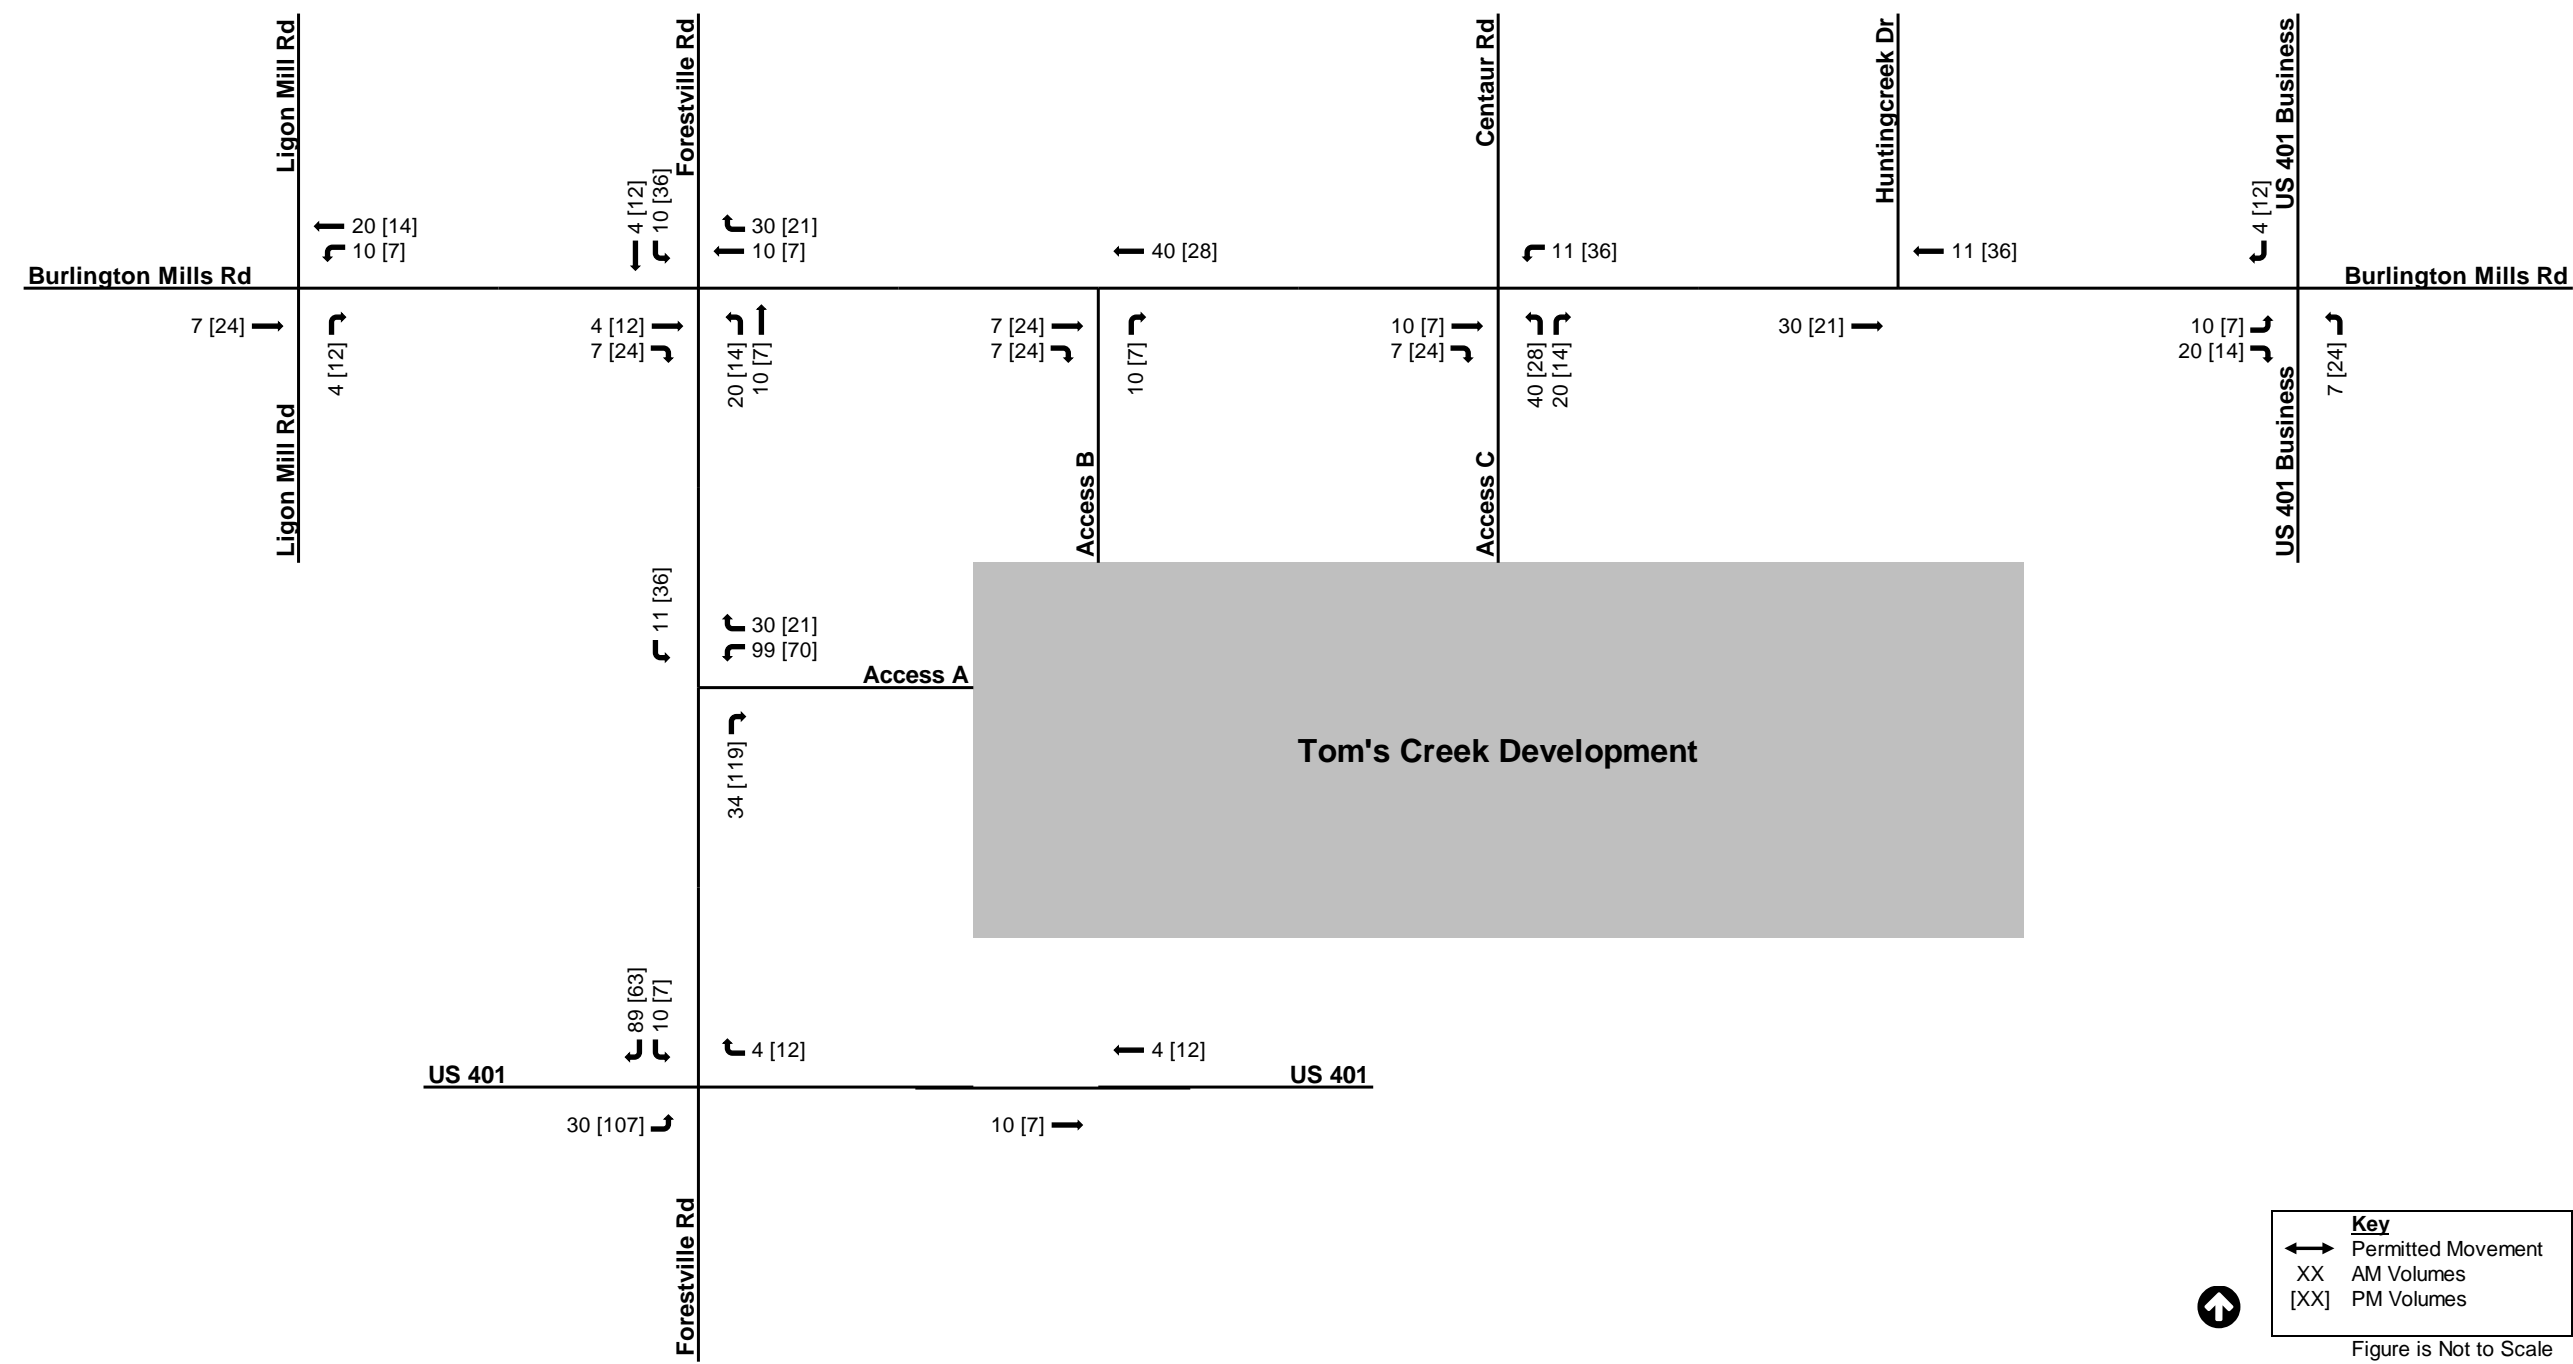 Ligon Mill Rd
Forestville Rd
Centaur Rd
Huntingcreek Dr
US 401 Business
20 [14]
10 [7]
4 [12]
10 [36]
30 [21]
10 [7]
40 [28]
11 [36]
11 [36]
4 [12]
Burlington Mills Rd
Burlington Mills Rd
7 [24]
4 [12]
4 [12]
7 [24]
20 [14]
10 [7]
7 [24]
7 [24]
10 [7]
10 [7]
7 [24]
40 [28]
20 [14]
30 [21]
10 [7]
20 [14]
7 [24]
Ligon Mill Rd
Access B
Access C
US 401 Business
11 [36]
30 [21]
99 [70]
Access A
34 [119]
Tom's Creek Development
89 [63]
10 [7]
4 [12]
4 [12]
US 401
US 401
30 [107]
10 [7]
Forestville Rd
Key
Permitted Movement
XX AM Volumes
[XX] PM Volumes
Figure is Not to Scale